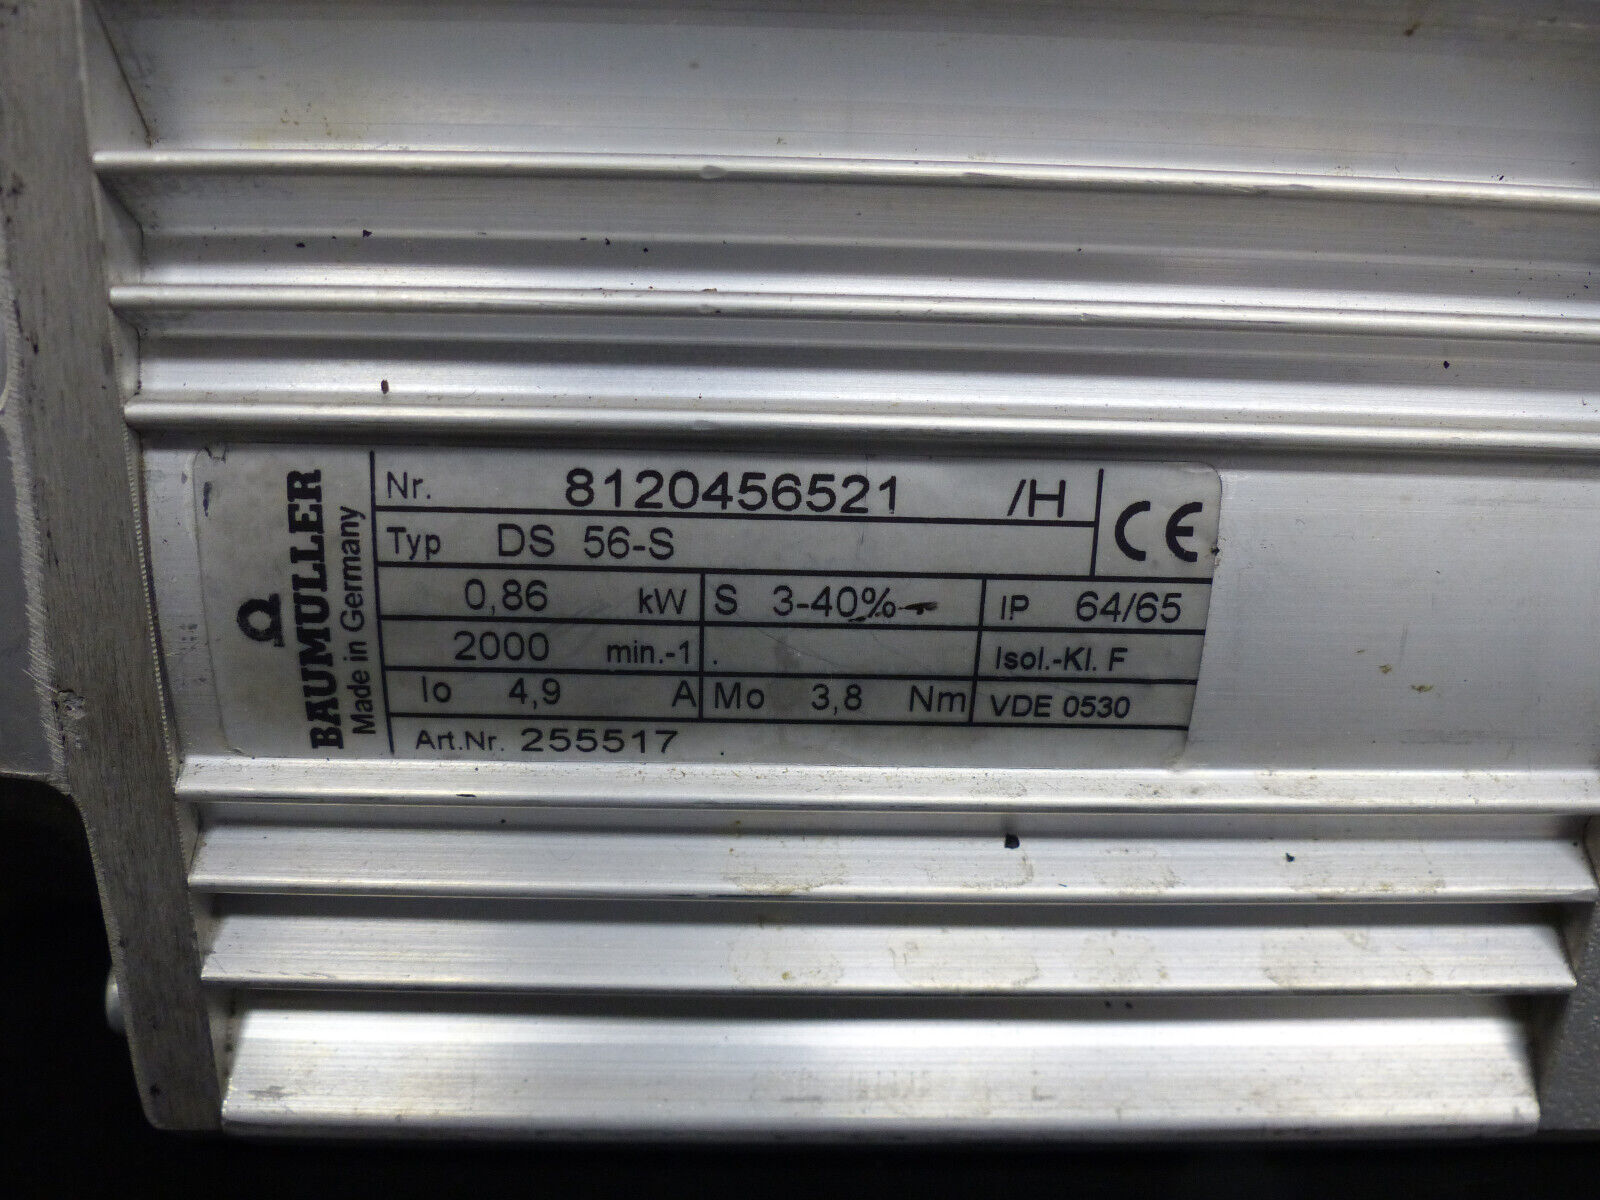 BAUMULLER
Made in Germany
Nr. 8120456521 /H
CE
Typ DS 56-S
0,86 kW S 3-40% IP 64/65
2000 min.-1 . Isol.-Kl. F
Io 4,9 A Mo 3,8 Nm VDE 0530
Art.Nr. 255517